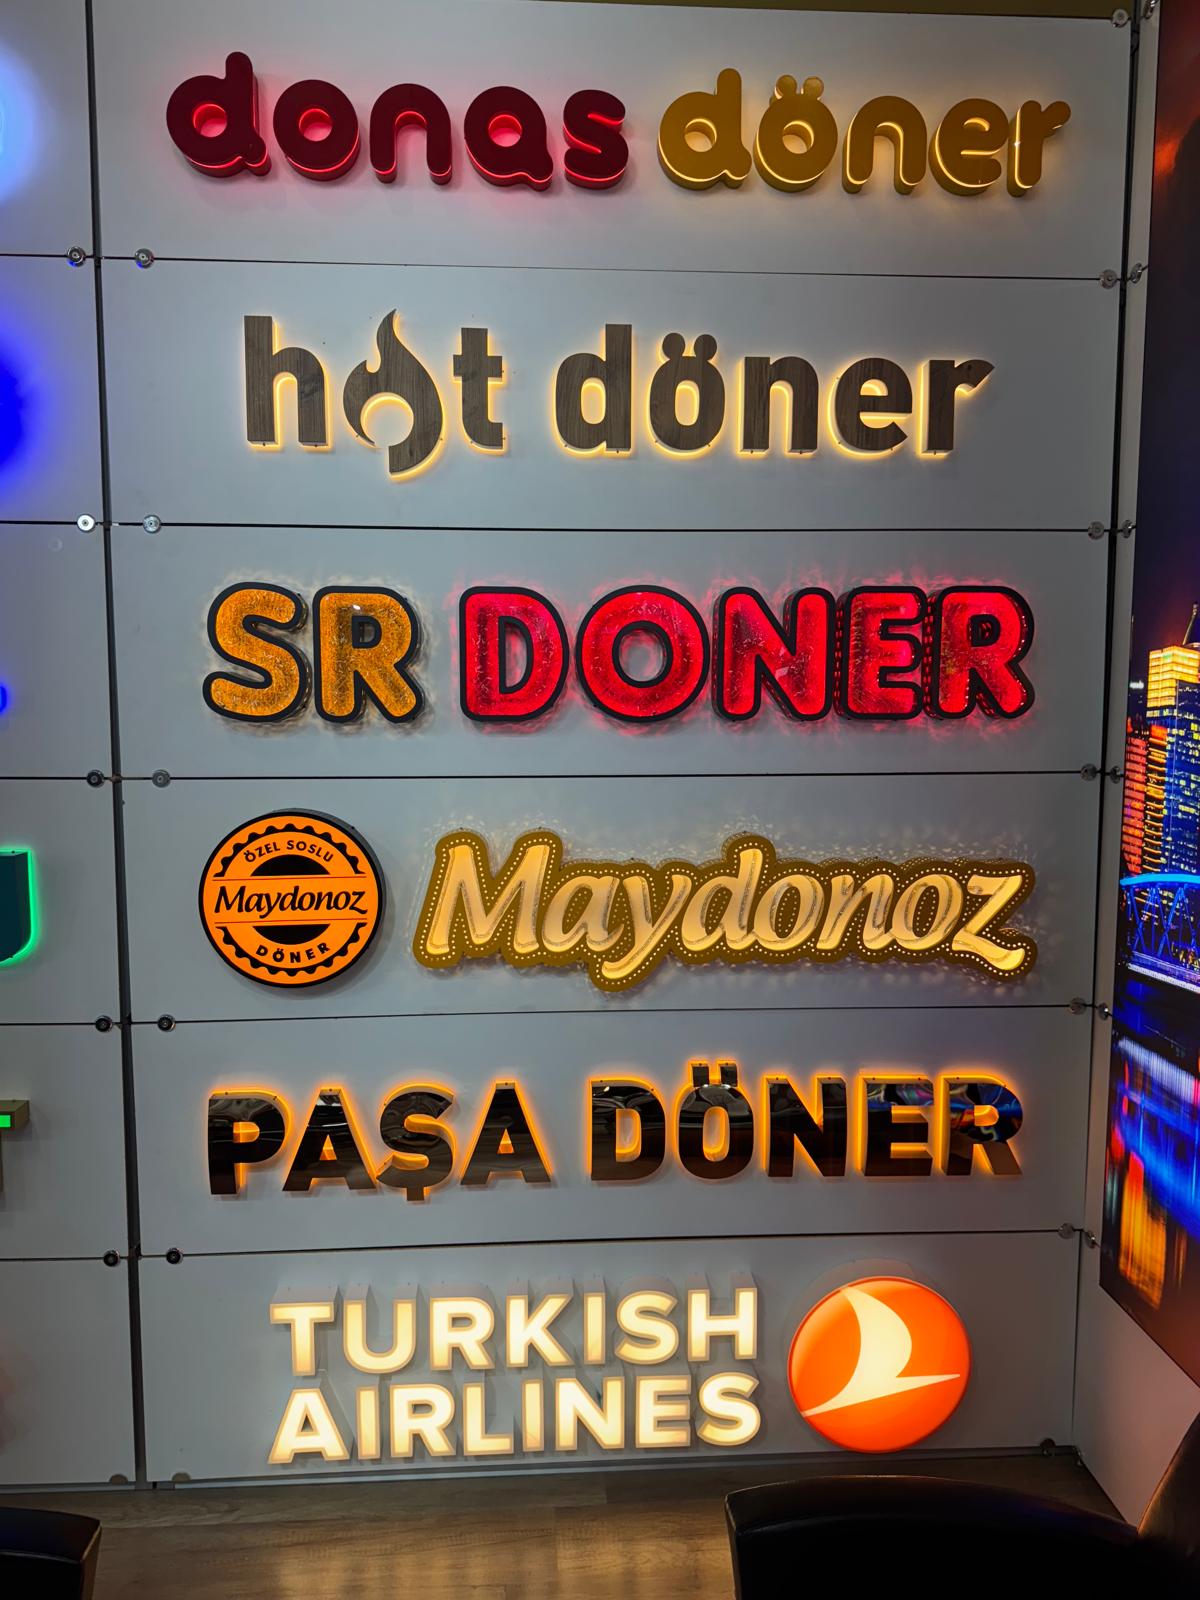 donas döner
hot döner
SR DONER
ÖZEL SOSLU
Maydonoz
DÖNER
Maydonoz
PAŞA DÖNER
TURKISH
AIRLINES